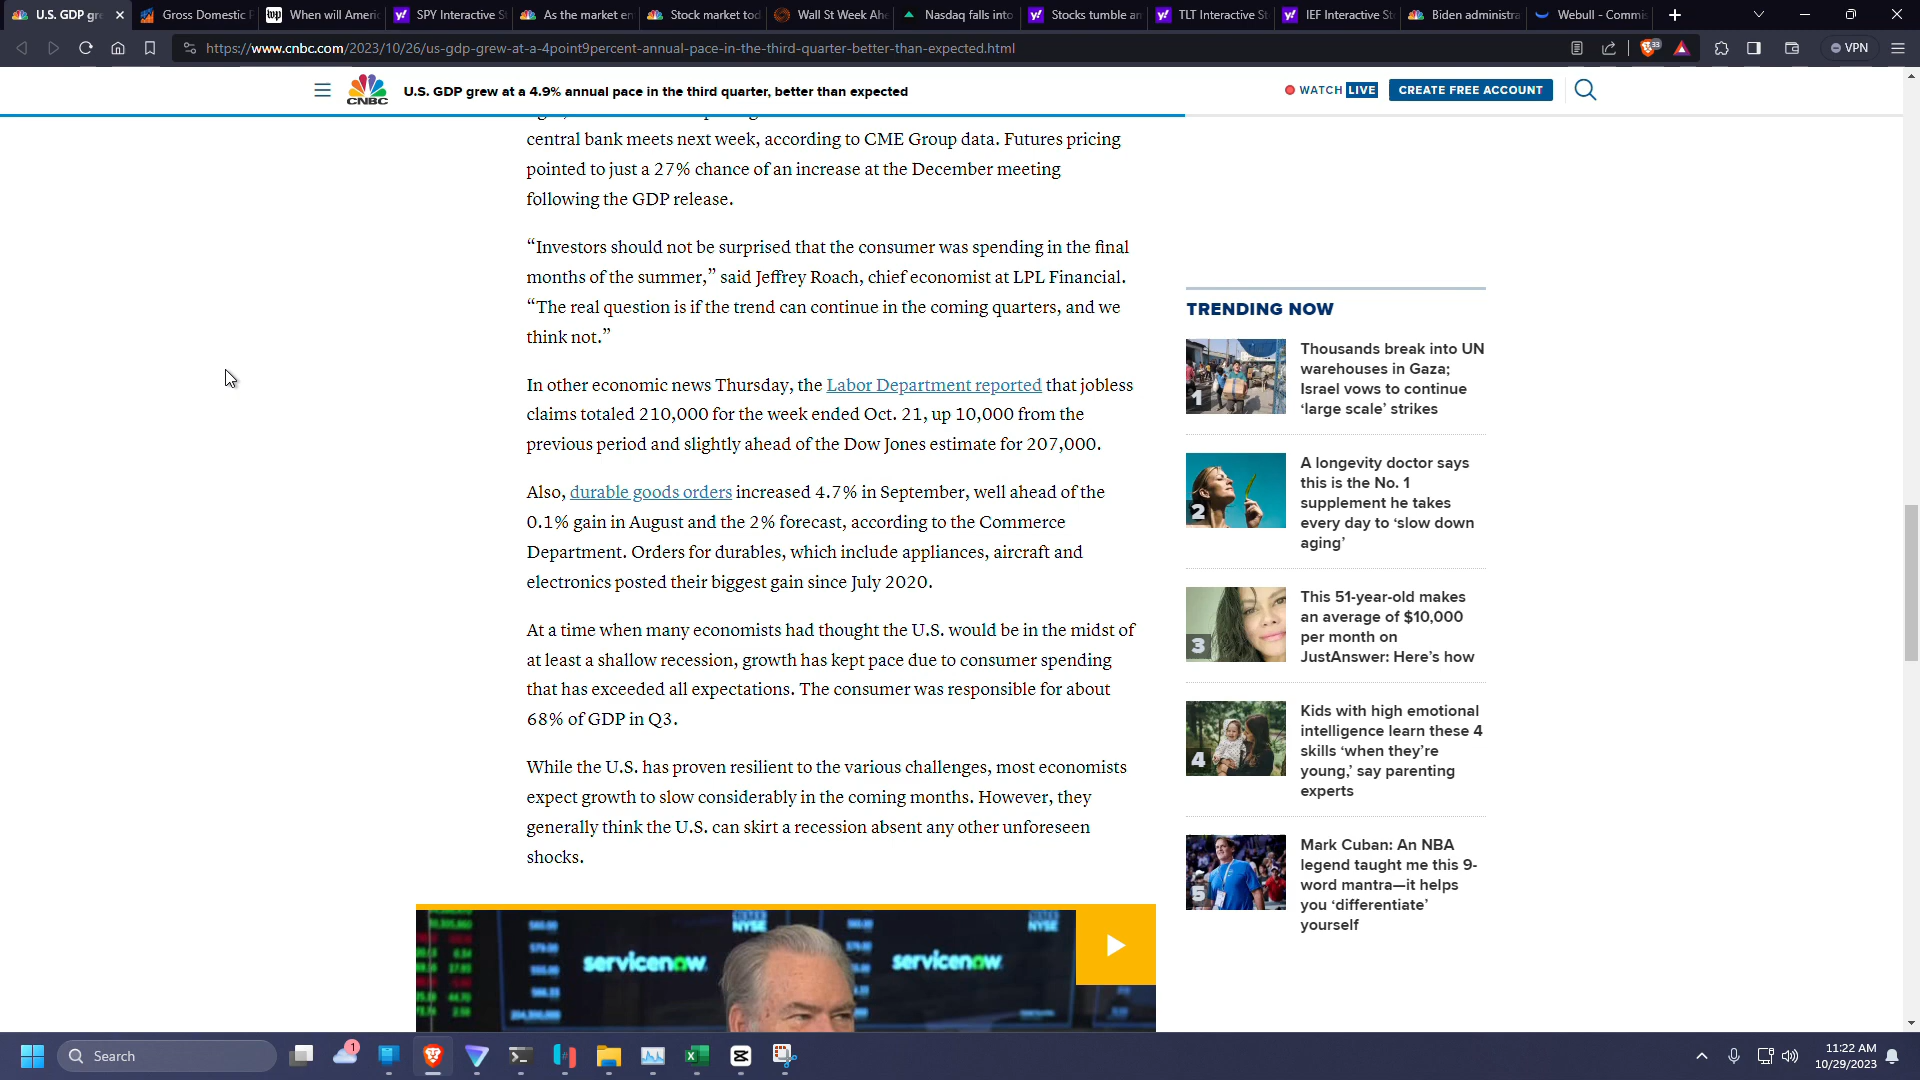 U.S. GDP gr
Gross Domestic P
When will Americ
SPY Interactive St
As the market en
Stock market tod
Wall St Week Ahe
Nasdaq falls into
Stocks tumble an
TLT Interactive St
IEF Interactive Sto
Biden administra
Webull - Commis
https://www.cnbc.com/2023/10/26/us-gdp-grew-at-a-4point9percent-annual-pace-in-the-third-quarter-better-than-expected.html
33
VPN
CNBC
U.S. GDP grew at a 4.9% annual pace in the third quarter, better than expected
WATCH LIVE
CREATE FREE ACCOUNT
central bank meets next week, according to CME Group data. Futures pricing
pointed to just a 27% chance of an increase at the December meeting
following the GDP release.
“Investors should not be surprised that the consumer was spending in the final
months of the summer,” said Jeffrey Roach, chief economist at LPL Financial.
“The real question is if the trend can continue in the coming quarters, and we
think not.”
In other economic news Thursday, the Labor Department reported that jobless
claims totaled 210,000 for the week ended Oct. 21, up 10,000 from the
previous period and slightly ahead of the Dow Jones estimate for 207,000.
Also, durable goods orders increased 4.7% in September, well ahead of the
0.1% gain in August and the 2% forecast, according to the Commerce
Department. Orders for durables, which include appliances, aircraft and
electronics posted their biggest gain since July 2020.
At a time when many economists had thought the U.S. would be in the midst of
at least a shallow recession, growth has kept pace due to consumer spending
that has exceeded all expectations. The consumer was responsible for about
68% of GDP in Q3.
While the U.S. has proven resilient to the various challenges, most economists
expect growth to slow considerably in the coming months. However, they
generally think the U.S. can skirt a recession absent any other unforeseen
shocks.
NYSE
NYSE
servicenow
servicenow
TRENDING NOW
1
Thousands break into UN
warehouses in Gaza;
Israel vows to continue
‘large scale’ strikes
2
A longevity doctor says
this is the No. 1
supplement he takes
every day to ‘slow down
aging’
3
This 51-year-old makes
an average of $10,000
per month on
JustAnswer: Here’s how
4
Kids with high emotional
intelligence learn these 4
skills ‘when they’re
young,’ say parenting
experts
5
Mark Cuban: An NBA
legend taught me this 9-
word mantra—it helps
you ‘differentiate’
yourself
Search
1
11:22 AM
10/29/2023